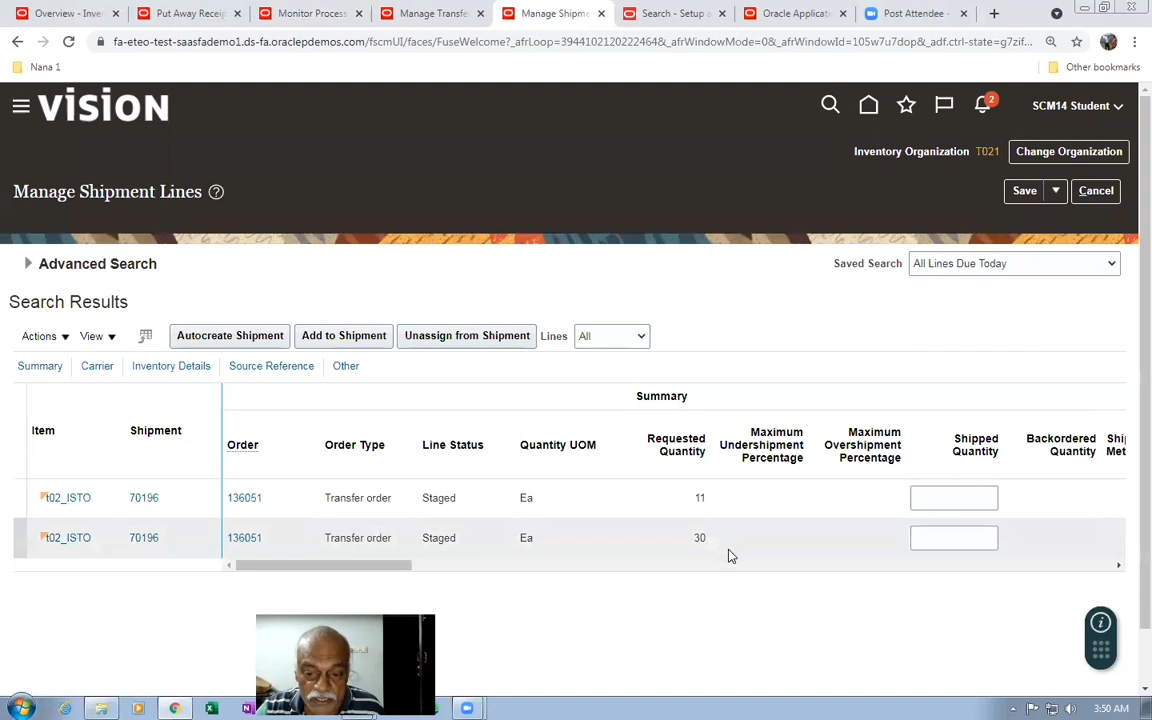 Overview - Inve
Put Away Receip
Monitor Process
Manage Transfe
Manage Shipme
Search - Setup a
Oracle Applicati
Post Attendee -
fa-eteo-test-saasfademo1.ds-fa.oraclepdemos.com/fscmUI/faces/FuseWelcome?_afrLoop=3944102120222464&_afrWindowMode=0&_afrWindowId=105w7u7dop&_adf.ctrl-state=g7zif...
Nana 1
Other bookmarks
VISION
2
SCM14 Student
Inventory Organization T021 Change Organization
Manage Shipment Lines
Save Cancel
Advanced Search
Saved Search All Lines Due Today
Search Results
Actions View Autocreate Shipment Add to Shipment Unassign from Shipment Lines All
Summary Carrier Inventory Details Source Reference Other
Summary
Item Shipment Order Order Type Line Status Quantity UOM Requested Quantity Maximum Undershipment Percentage Maximum Overshipment Percentage Shipped Quantity Backordered Quantity Ship Met
t02_ISTO 70196 136051 Transfer order Staged Ea 11
t02_ISTO 70196 136051 Transfer order Staged Ea 30
3:50 AM